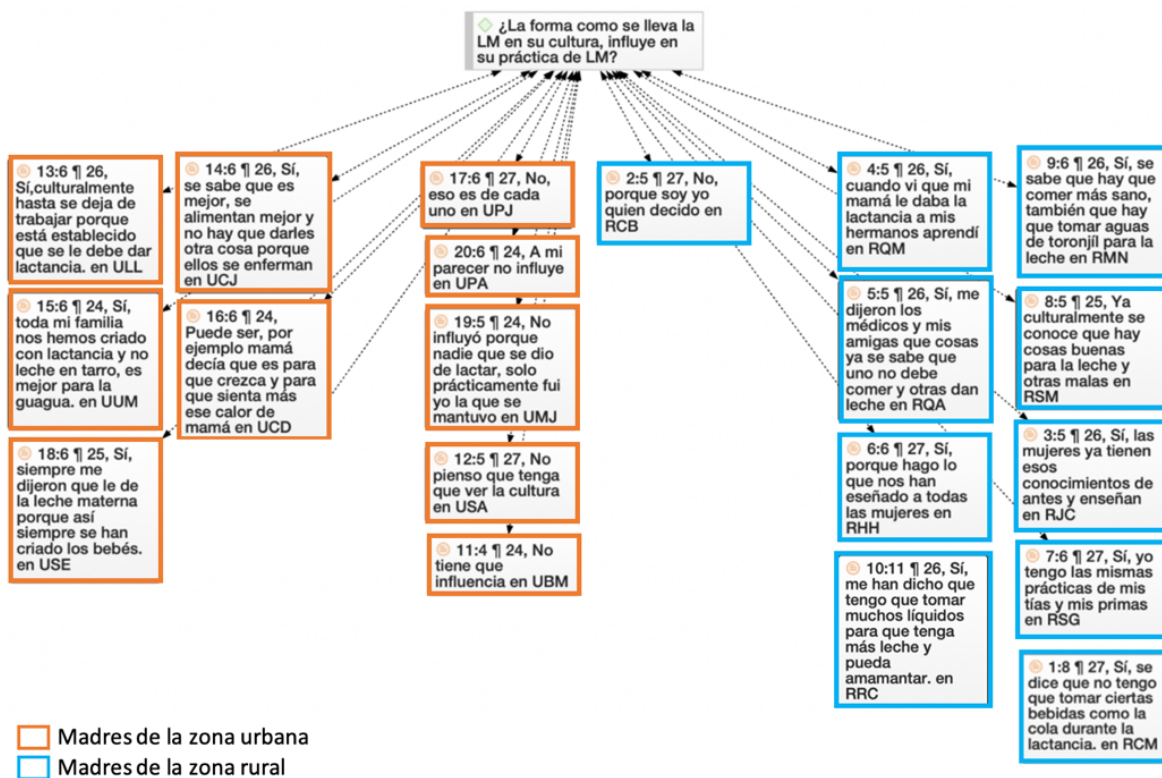 ¿La forma como se lleva la
LM en su cultura, influye en
su práctica de LM?
13:6 ¶ 26,
Sí,culturalmente
hasta se deja de
trabajar porque
está establecido
que se le debe dar
lactancia. en ULL
15:6 ¶ 24, Sí,
toda mi familia
nos hemos criado
con lactancia y no
leche en tarro, es
mejor para la
guagua. en UUM
18:6 ¶ 25, Sí,
siempre me
dijeron que le de
la leche materna
porque así
siempre se han
criado los bebés.
en USE
14:6 ¶ 26, Sí,
se sabe que es
mejor, se
alimentan mejor y
no hay que darles
otra cosa porque
ellos se enferman
en UCJ
16:6 ¶ 24,
Puede ser, por
ejemplo mamá
decía que es para
que crezca y para
que sienta más
ese calor de
mamá en UCD
17:6 ¶ 27, No,
eso es de cada
uno en UPJ
20:6 ¶ 24, A mi
parecer no influye
en UPA
19:5 ¶ 24, No
influyó porque
nadie que se dio
de lactar, solo
prácticamente fui
yo la que se
mantuvo en UMJ
12:5 ¶ 27, No
pienso que tenga
que ver la cultura
en USA
11:4 ¶ 24, No
tiene que
influencia en UBM
2:5 ¶ 27, No,
porque soy yo
quien decido en
RCB
4:5 ¶ 26, Sí,
cuando vi que mi
mamá le daba la
lactancia a mis
hermanos aprendí
en RQM
5:5 ¶ 26, Sí, me
dijeron los
médicos y mis
amigas que cosas
ya se sabe que
uno no debe
comer y otras dan
leche en RQA
6:6 ¶ 27, Sí,
porque hago lo
que nos han
eseñado a todas
las mujeres en
RHH
10:11 ¶ 26, Sí,
me han dicho que
tengo que tomar
muchos líquidos
para que tenga
más leche y
pueda
amamantar. en
RRC
9:6 ¶ 26, Sí, se
sabe que hay que
comer más sano,
también que hay
que tomar aguas
de toronjíl para la
leche en RMN
8:5 ¶ 25, Ya
culturalmente se
conoce que hay
cosas buenas
para la leche y
otras malas en
RSM
3:5 ¶ 26, Sí, las
mujeres ya tienen
esos
conocimientos de
antes y enseñan
en RJC
7:6 ¶ 27, Sí, yo
tengo las mismas
prácticas de mis
tías y mis primas
en RSG
1:8 ¶ 27, Sí, se
dice que no tengo
que tomar ciertas
bebidas como la
cola durante la
lactancia. en RCM
Madres de la zona urbana
Madres de la zona rural